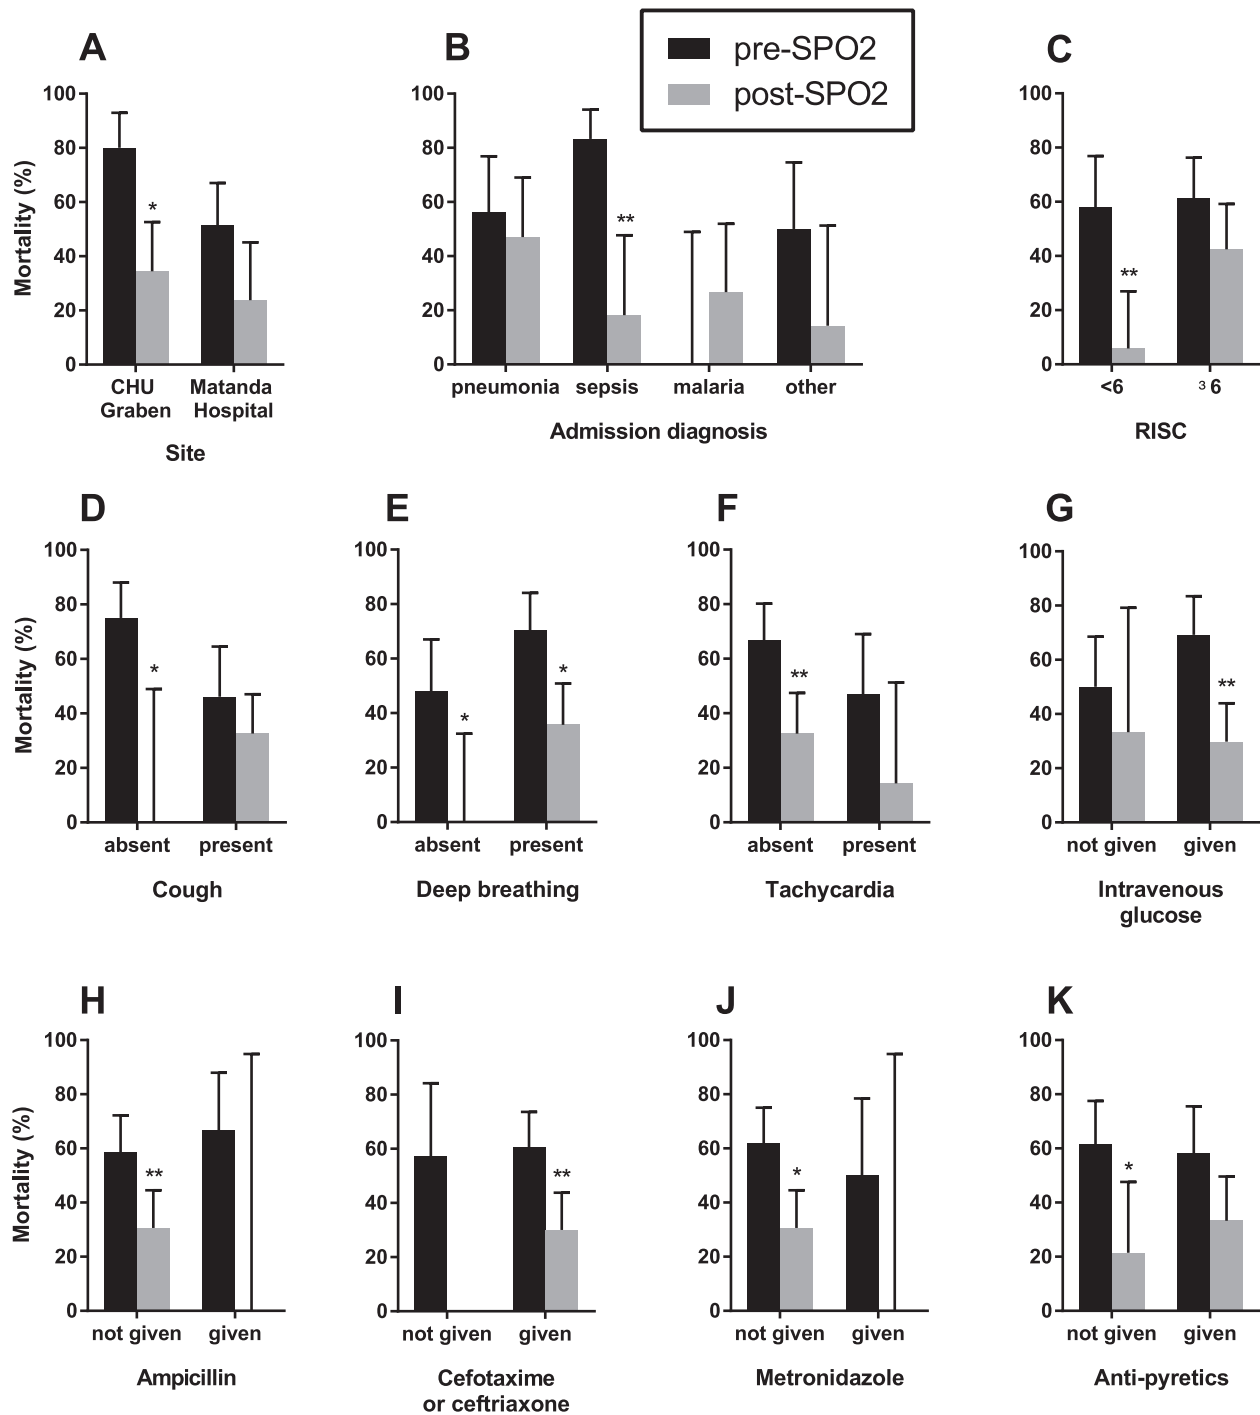 A
B
pre-SPO2
post-SPO2
C
Mortality (%)
100
80
60
40
20
0
*
CHU Graben
Matanda Hospital
Site
100
80
60
40
20
0
**
pneumonia sepsis malaria other
Admission diagnosis
100
80
60
40
20
0
**
<6 ³ 6
RISC
D
Mortality (%)
100
80
60
40
20
0
*
absent present
Cough
E
100
80
60
40
20
0
*
*
absent present
Deep breathing
F
100
80
60
40
20
0
**
absent present
Tachycardia
G
100
80
60
40
20
0
**
not given given
Intravenous
glucose
H
Mortality (%)
100
80
60
40
20
0
**
not given given
Ampicillin
I
100
80
60
40
20
0
**
not given given
Cefotaxime
or ceftriaxone
J
100
80
60
40
20
0
*
not given given
Metronidazole
K
100
80
60
40
20
0
*
not given given
Anti-pyretics